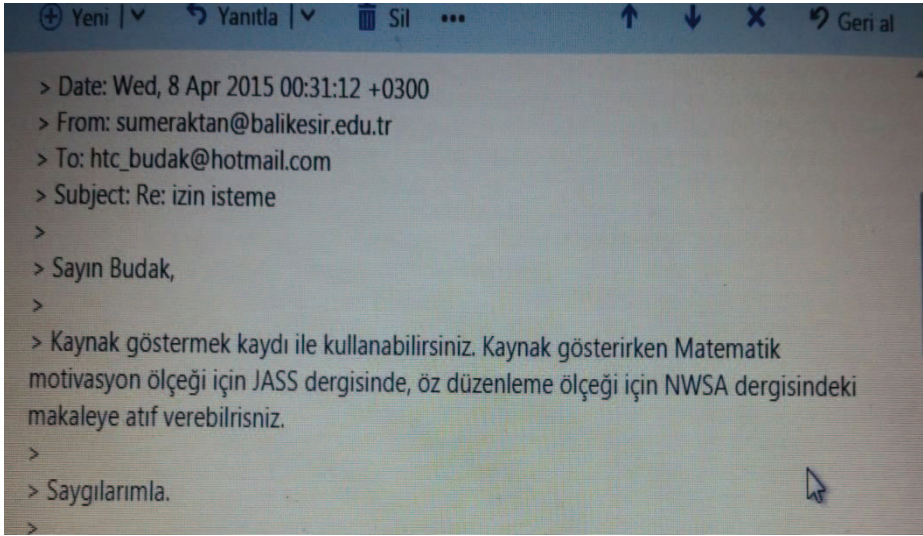 Yeni | Yanıtla | Sil ••• Geri al
> Date: Wed, 8 Apr 2015 00:31:12 +0300
> From: sumeraktan@balikesir.edu.tr
> To: htc_budak@hotmail.com
> Subject: Re: izin isteme
>
> Sayın Budak,
>
> Kaynak göstermek kaydı ile kullanabilirsiniz. Kaynak gösterirken Matematik
motivasyon ölçeği için JASS dergisinde, öz düzenleme ölçeği için NWSA dergisindeki
makaleye atıf verebilrisniz.
>
> Saygılarımla.
>